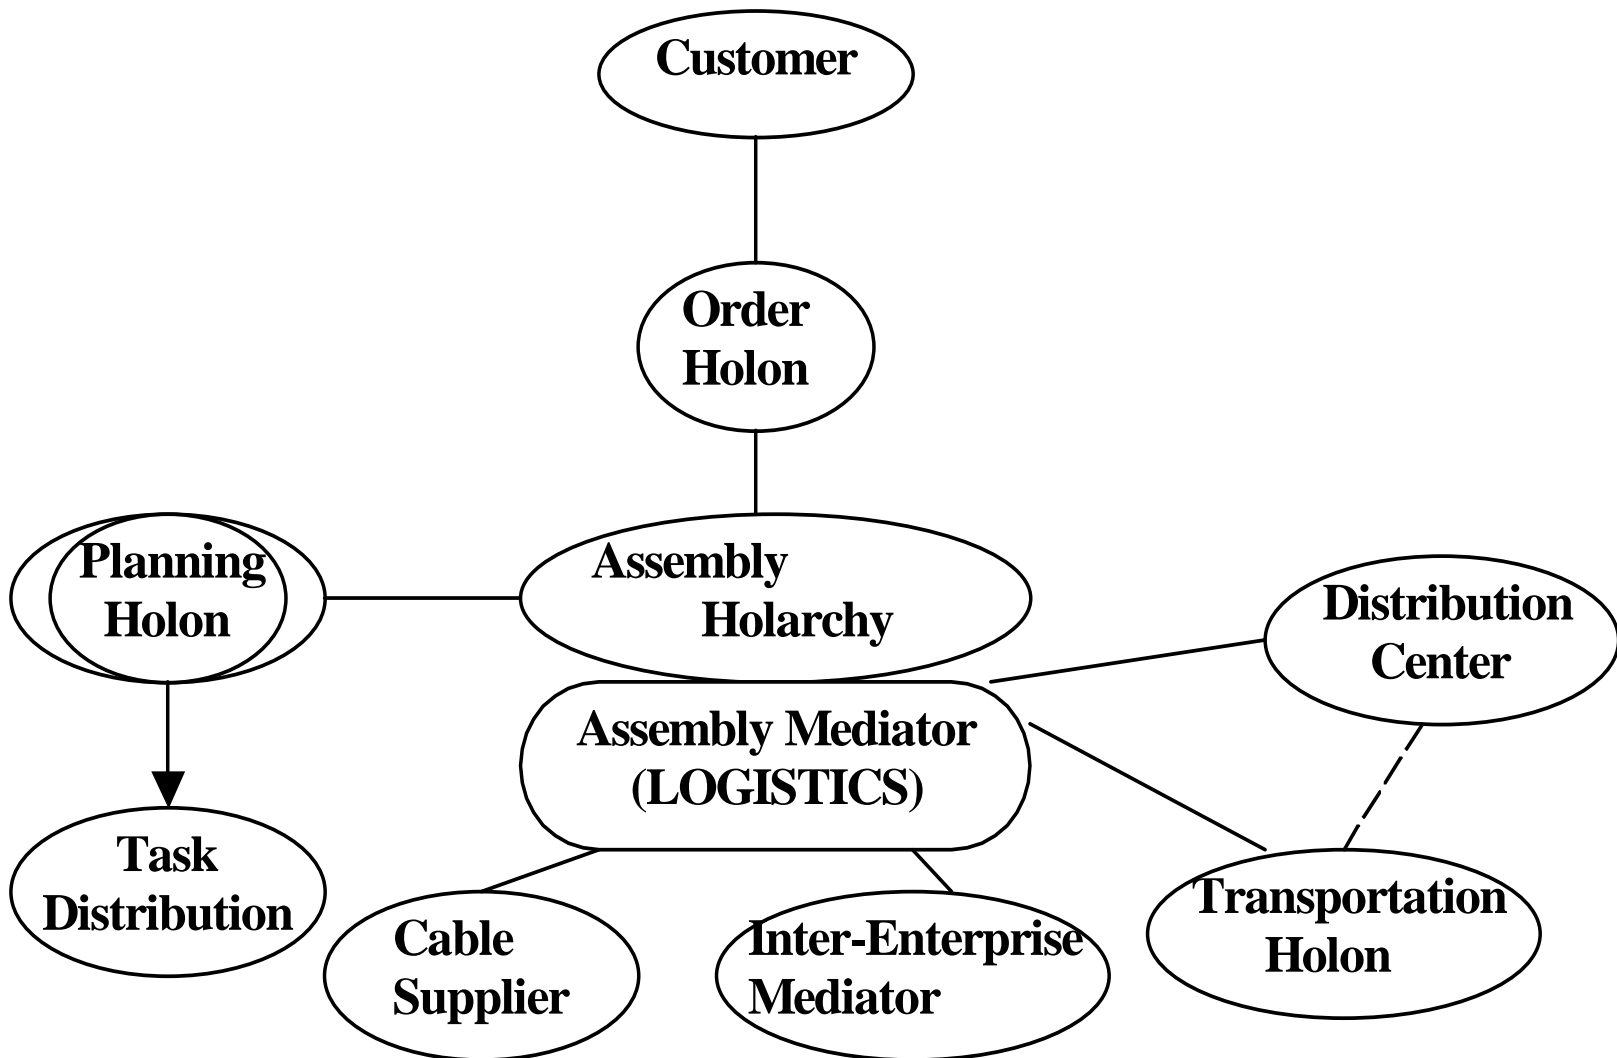 Customer
Order
Holon
Planning
Holon
Assembly
Holarchy
Distribution
Center
Assembly Mediator
(LOGISTICS)
Task
Distribution
Cable
Supplier
Inter-Enterprise
Mediator
Transportation
Holon